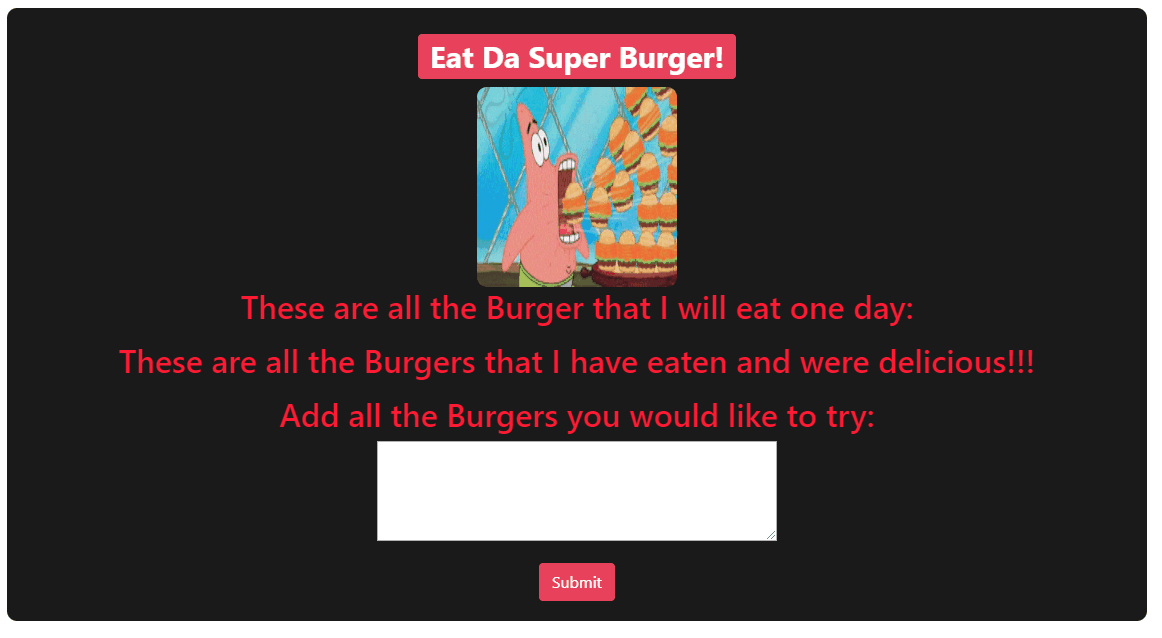 Eat Da Super Burger!
These are all the Burger that I will eat one day:
These are all the Burgers that I have eaten and were delicious!!!
Add all the Burgers you would like to try:
Submit